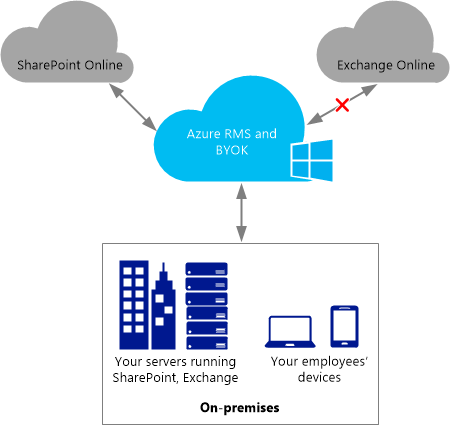 SharePoint Online
Exchange Online
Azure RMS and
BYOK
Your servers running
SharePoint, Exchange
Your employees’
devices
On-premises